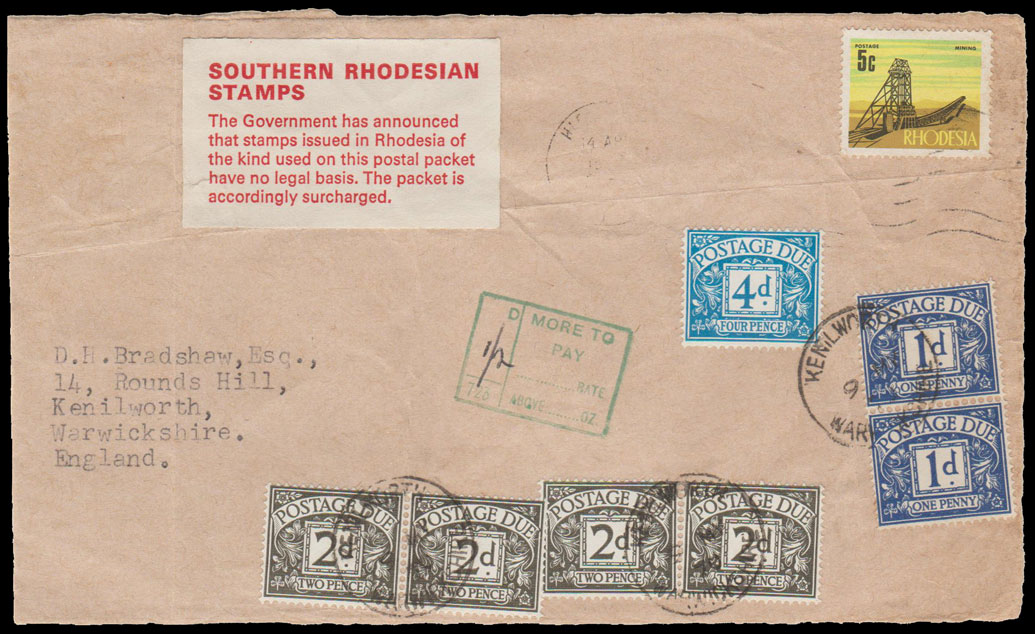 SOUTHERN RHODESIAN
STAMPS
The Government has announced
that stamps issued in Rhodesia of
the kind used on this postal packet
have no legal basis. The packet is
accordingly surcharged.
POSTAGE
5c
MINING
RHODESIA
14
POSTAGE DUE
4d.
FOUR PENCE
D
MORE TO
PAY
1/2
RATE
ABOVE OZ
728
POSTAGE DUE
1d.
ONE PENNY
POSTAGE DUE
1d.
ONE PENNY
KENILWORTH
9
D.H.Bradshaw,Esq.,
14, Rounds Hill,
Kenilworth,
Warwickshire.
England.
POSTAGE DUE
2d.
TWO PENCE
POSTAGE DUE
2d.
TWO PENCE
POSTAGE DUE
2d.
TWO PENCE
POSTAGE DUE
2d.
TWO PENCE